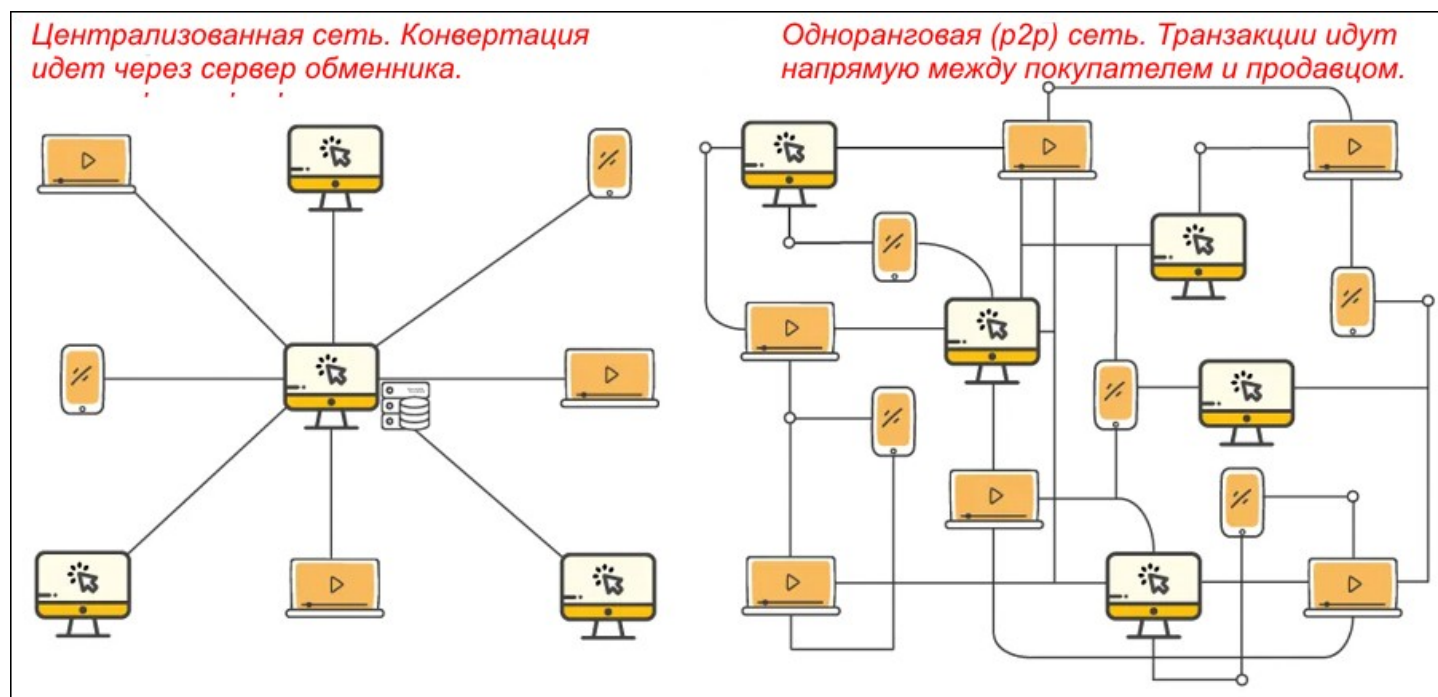 Централизованная сеть. Конвертация
идет через сервер обменника.
Одноранговая (p2p) сеть. Транзакции идут
напрямую между покупателем и продавцом.